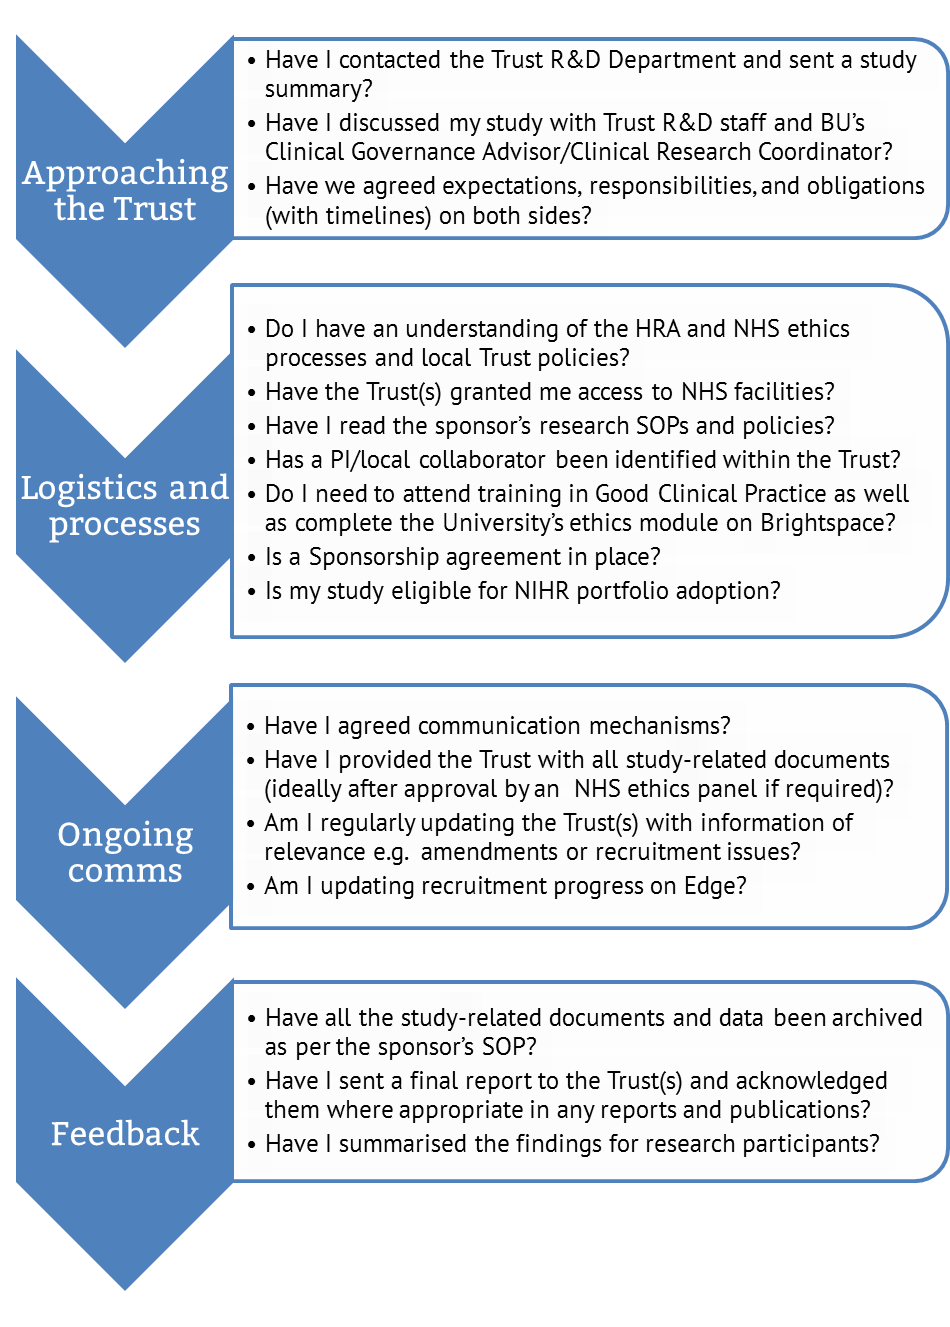 Approaching
the Trust
• Have I contacted the Trust R&D Department and sent a study
summary?
• Have I discussed my study with Trust R&D staff and BU's
Clinical Governance Advisor/Clinical Research Coordinator?
• Have we agreed expectations, responsibilities, and obligations
(with timelines) on both sides?
Logistics and
processes
• Do I have an understanding of the HRA and NHS ethics
processes and local Trust policies?
• Have the Trust(s) granted me access to NHS facilities?
• Have I read the sponsor's research SOPs and policies?
• Has a PI/local collaborator been identified within the Trust?
• Do I need to attend training in Good Clinical Practice as well
as complete the University's ethics module on Brightspace?
• Is a Sponsorship agreement in place?
• Is my study eligible for NIHR portfolio adoption?
Ongoing
comms
• Have I agreed communication mechanisms?
• Have I provided the Trust with all study-related documents
(ideally after approval by an NHS ethics panel if required)?
• Am I regularly updating the Trust(s) with information of
relevance e.g. amendments or recruitment issues?
• Am I updating recruitment progress on Edge?
Feedback
• Have all the study-related documents and data been archived
as per the sponsor's SOP?
• Have I sent a final report to the Trust(s) and acknowledged
them where appropriate in any reports and publications?
• Have I summarised the findings for research participants?